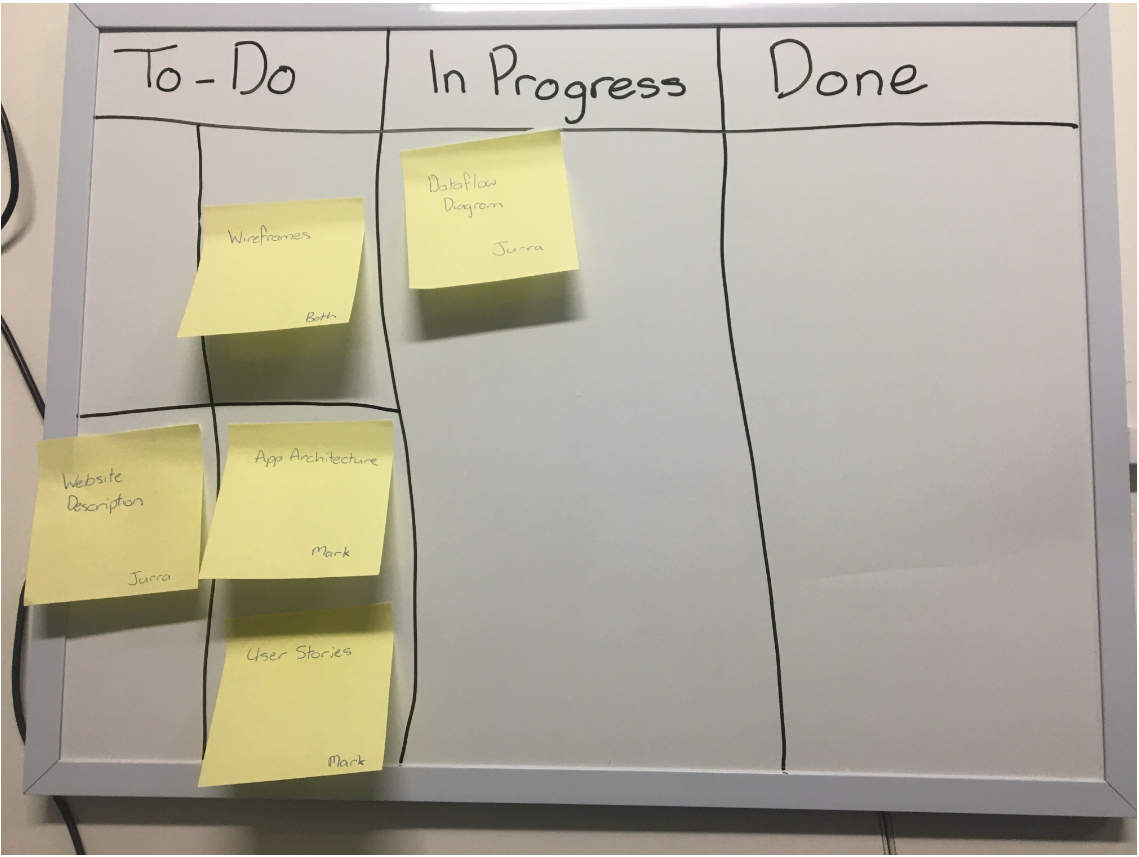 To-Do
In Progress
Done
Wireframes
Both
Website
Description
Jurra
App Architecture
Mark
User Stories
Mark
Dataflow
Diagram
Jurra